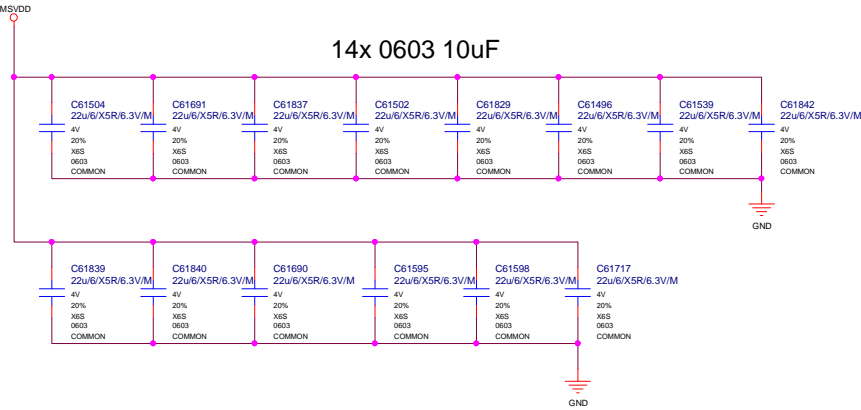 MSVDD
14x 0603 10uF
C61504 C61691 C61837 C61502 C61829 C61496 C61539 C61842
22u/6/X5R/6.3V/M 22u/6/X5R/6.3V/M 22u/6/X5R/6.3V/M 22u/6/X5R/6.3V/M 22u/6/X5R/6.3V/M 22u/6/X5R/6.3V/M 22u/6/X5R/6.3V/M 22u/6/X5R/6.3V/M
4V 4V 4V 4V 4V 4V 4V 4V
20% 20% 20% 20% 20% 20% 20% 20%
X6S X6S X6S X6S X6S X6S X6S X6S
0603 0603 0603 0603 0603 0603 0603 0603
COMMON COMMON COMMON COMMON COMMON COMMON COMMON COMMON
GND
C61839 C61840 C61690 C61595 C61598 C61717
22u/6/X5R/6.3V/M 22u/6/X5R/6.3V/M 22u/6/X5R/6.3V/M 22u/6/X5R/6.3V/M 22u/6/X5R/6.3V/M 22u/6/X5R/6.3V/M
4V 4V 4V 4V 4V 4V
20% 20% 20% 20% 20% 20%
X6S X6S X6S X6S X6S X6S
0603 0603 0603 0603 0603 0603
COMMON COMMON COMMON COMMON COMMON COMMON
GND